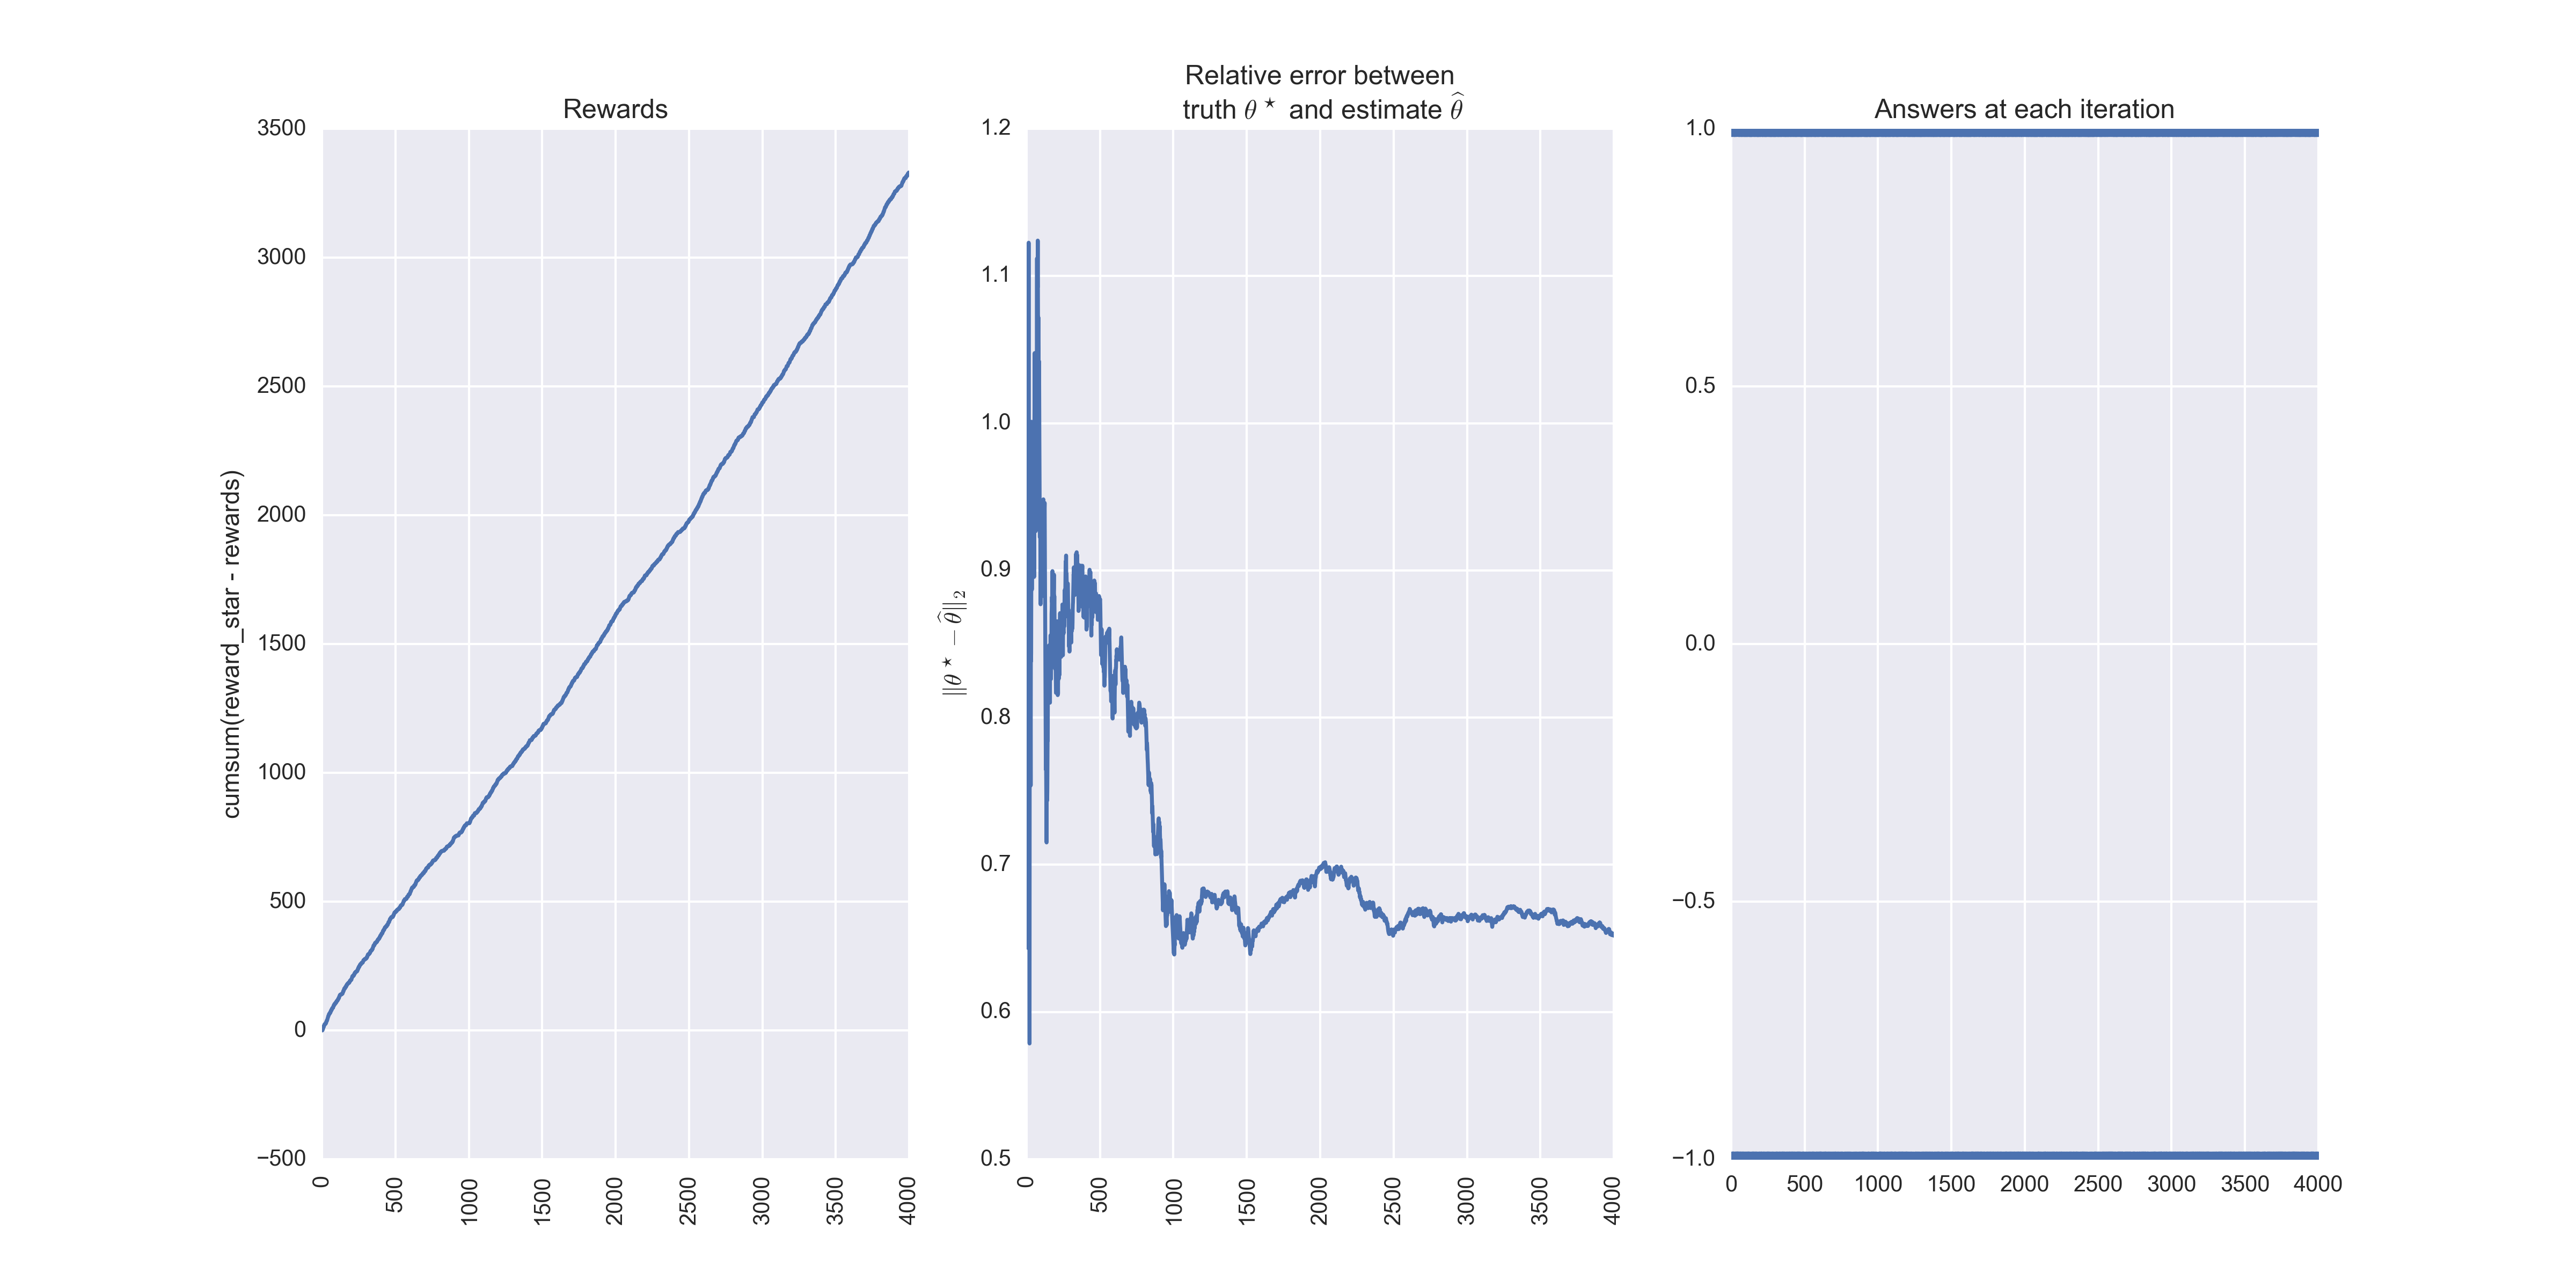 Rewards
3500
3000
2500
2000
1500
1000
500
0
−500
cumsum(reward_star - rewards)
0 500 1000 1500 2000 2500 3000 3500 4000
Relative error between
truth θ⋆ and estimate θ̂
1.2
1.1
1.0
0.9
0.8
0.7
0.6
0.5
||θ⋆ − θ̂||₂
0 500 1000 1500 2000 2500 3000 3500 4000
Answers at each iteration
1.0
0.5
0.0
−0.5
−1.0
0 500 1000 1500 2000 2500 3000 3500 4000